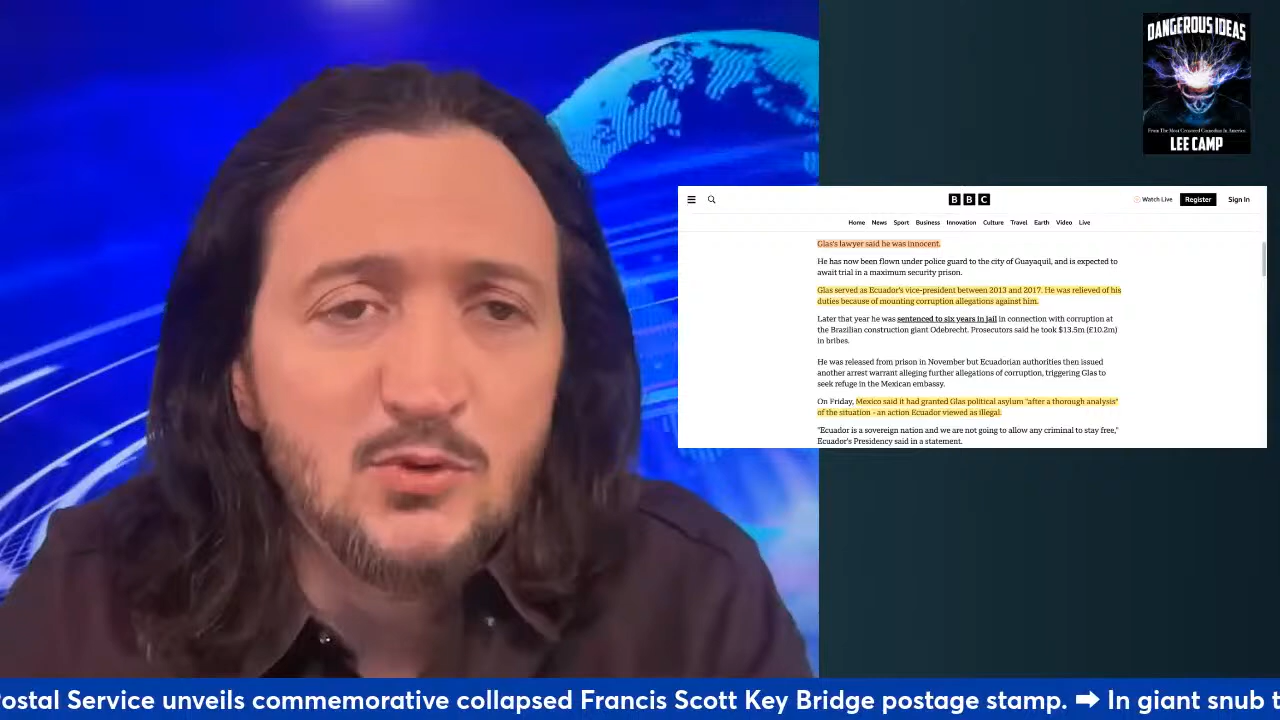 DANGEROUS IDEAS
From The Most Censored Comedian In America
LEE CAMP
BBC
Watch Live
Register
Sign In
Home News Sport Business Innovation Culture Travel Earth Video Live
Glas's lawyer said he was innocent.
He has now been flown under police guard to the city of Guayaquil, and is expected to
await trial in a maximum security prison.
Glas served as Ecuador's vice-president between 2013 and 2017. He was relieved of his
duties because of mounting corruption allegations against him.
Later that year he was sentenced to six years in jail in connection with corruption at
the Brazilian construction giant Odebrecht. Prosecutors said he took $13.5m (£10.2m)
in bribes.
He was released from prison in November but Ecuadorian authorities then issued
another arrest warrant alleging further allegations of corruption, triggering Glas to
seek refuge in the Mexican embassy.
On Friday, Mexico said it had granted Glas political asylum "after a thorough analysis"
of the situation - an action Ecuador viewed as illegal.
"Ecuador is a sovereign nation and we are not going to allow any criminal to stay free,"
Ecuador's Presidency said in a statement.
ostal Service unveils commemorative collapsed Francis Scott Key Bridge postage stamp. ➡ In giant snub t